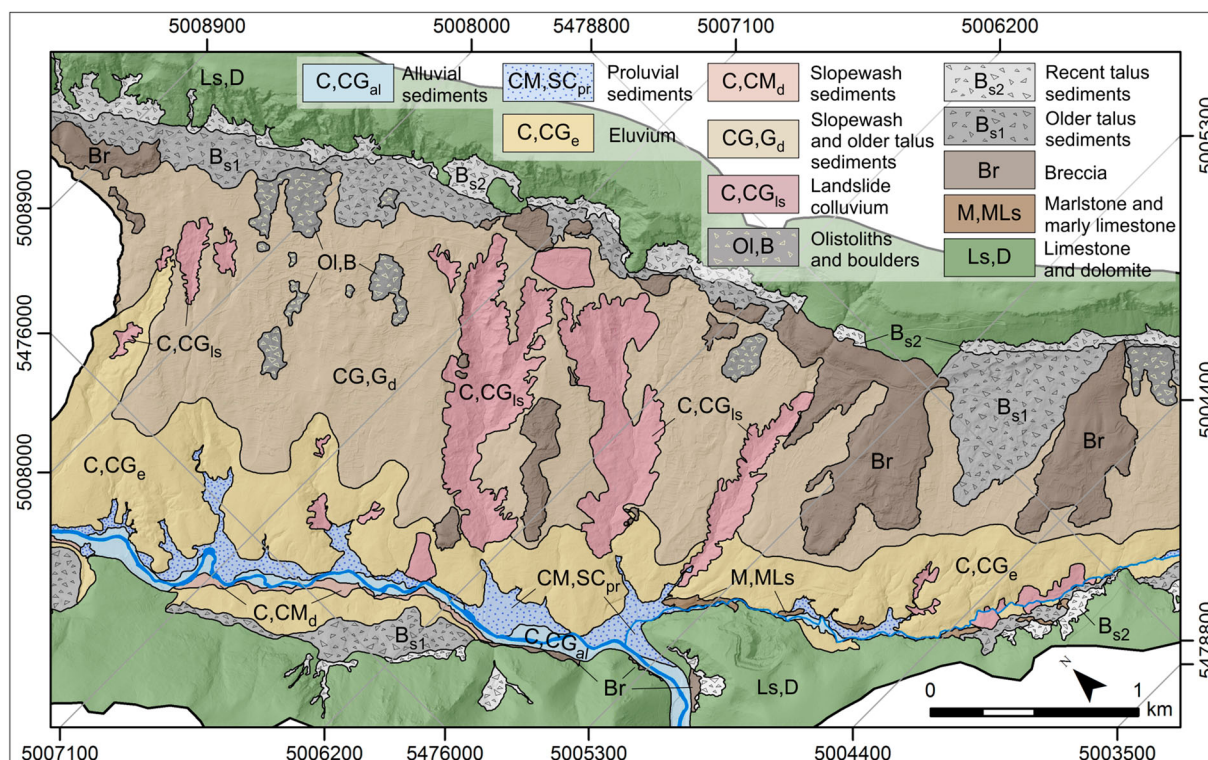 5008900 5008000 5478800 5007100 5006200
Ls,D
C,CGal Alluvial
sediments
CM,SCpr Proluvial
sediments
C,CGe Eluvium
C,CMd Slopewash
sediments
CG,Gd Slopewash
and older talus
sediments
C,CGls Landslide
colluvium
Ol,B Olistoliths
and boulders
Bs2 Recent talus
sediments
Bs1 Older talus
sediments
Br Breccia
M,MLs Marlstone and
marly limestone
Ls,D Limestone
and dolomite
5005300
Br
Bs1
Bs2
5008900
Ol,B
5476000
C,CGls
Bs2
CG,Gd
C,CGls
C,CGls
Bs1
5004400
Br
Br
C,CGe
5008000
CM,SCpr
M,MLs
C,CGe
C,CMd
Bs1
C,CGal
Bs2
Br
Ls,D
5478800
N
0 1
km
5007100 5006200 5476000 5005300 5004400 5003500